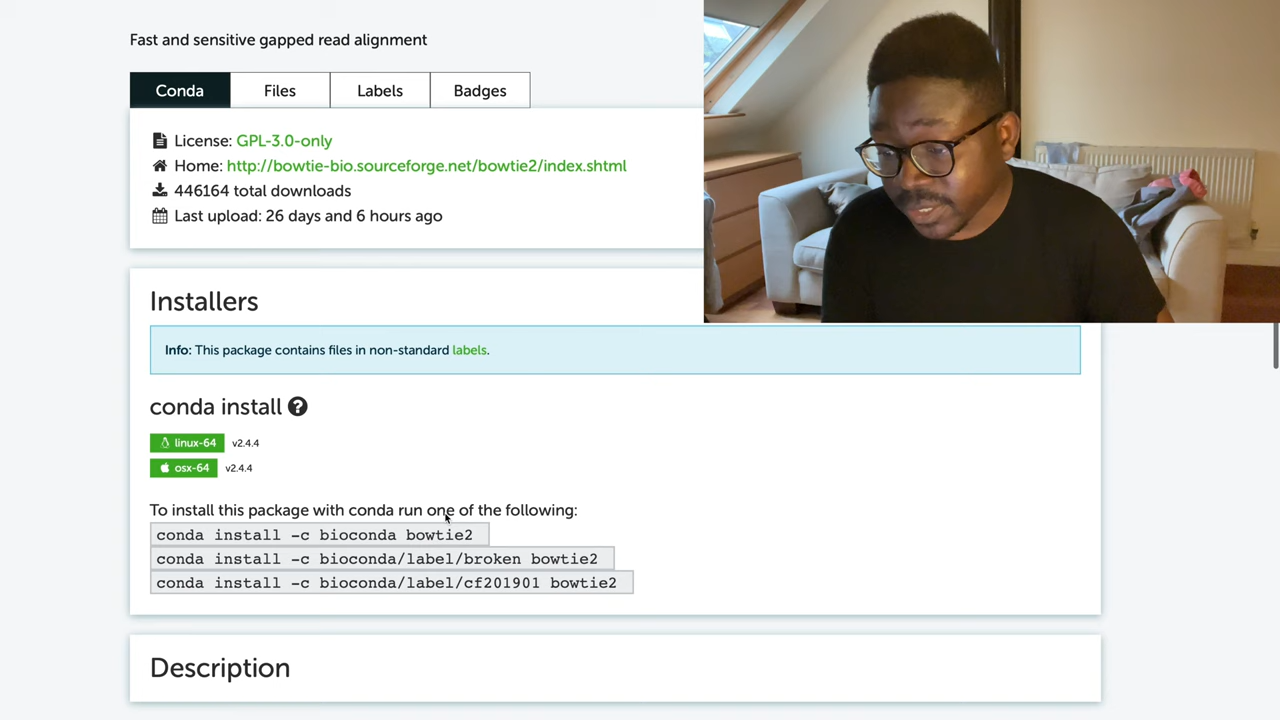 Fast and sensitive gapped read alignment
Conda
Files
Labels
Badges
License: GPL-3.0-only
Home: http://bowtie-bio.sourceforge.net/bowtie2/index.shtml
446164 total downloads
Last upload: 26 days and 6 hours ago
Installers
Info: This package contains files in non-standard labels.
conda install
linux-64 v2.4.4
osx-64 v2.4.4
To install this package with conda run one of the following:
conda install -c bioconda bowtie2
conda install -c bioconda/label/broken bowtie2
conda install -c bioconda/label/cf201901 bowtie2
Description